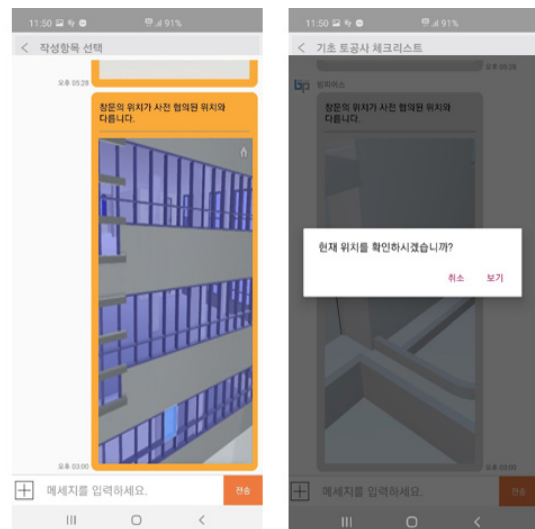 11:50
91%
작성항목 선택
오후 05:28
창문의 위치가 사전 협의된 위치와
다릅니다.
오후 03:00
메세지를 입력하세요.
전송
11:50
91%
기초 토공사 체크리스트
오후 05:28
bp
창문의 위치가 사전 협의된 위치와
다릅니다.
현재 위치를 확인하시겠습니까?
취소 보기
오후 03:00
메세지를 입력하세요.
전송